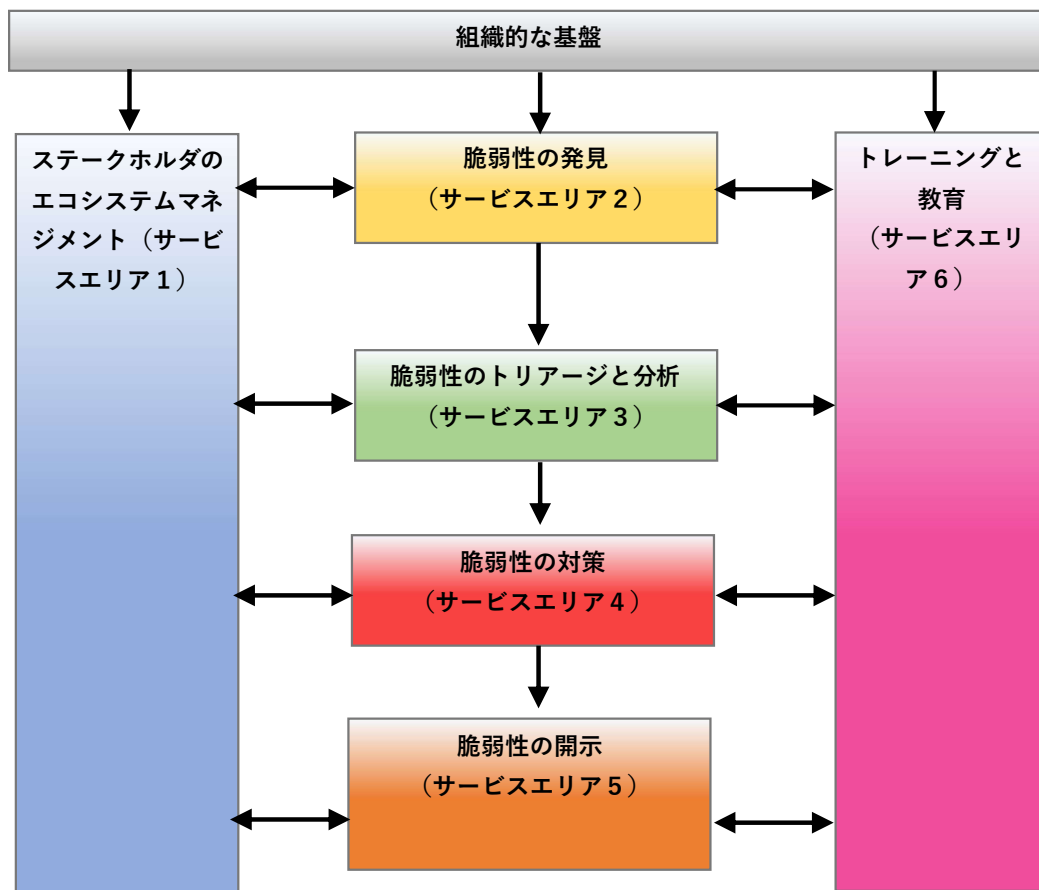 組織的な基盤
ステークホルダの
エコシステムマネ
ジメント（サービ
スエリア１）
脆弱性の発見
（サービスエリア２）
トレーニングと
教育
（サービスエリ
ア６）
脆弱性のトリアージと分析
（サービスエリア３）
脆弱性の対策
（サービスエリア４）
脆弱性の開示
（サービスエリア５）